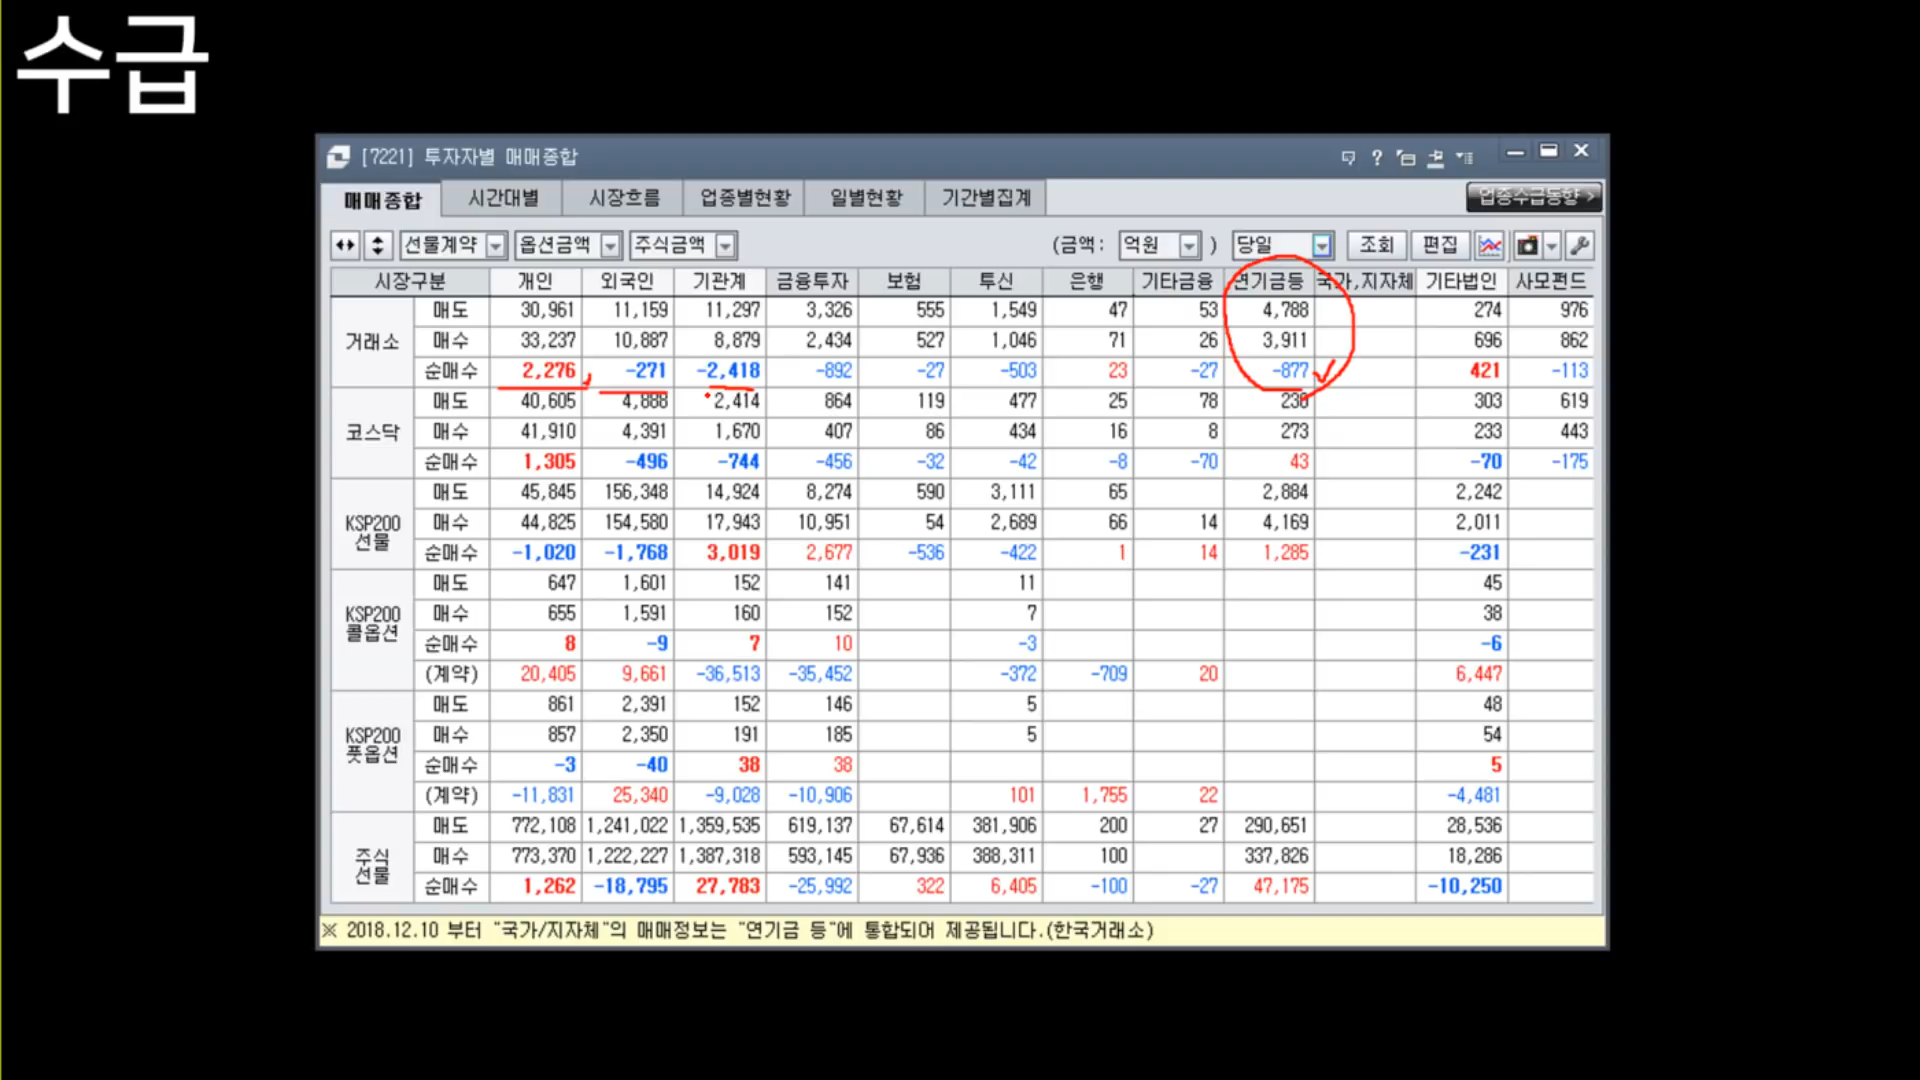 수급
[7221] 투자자별 매매종합
매매종합 시간대별 시장흐름 업종별현황 일별현황 기간별집계 업종수급동향 >
선물계약 옵션금액 주식금액 (금액: 억원 ) 당일 조회 편집
시장구분 개인 외국인 기관계 금융투자 보험 투신 은행 기타금융 연기금등 국가,지자체 기타법인 사모펀드
거래소
매도 30,961 11,159 11,297 3,326 555 1,549 47 53 4,788 274 976
매수 33,237 10,887 8,879 2,434 527 1,046 71 26 3,911 696 862
순매수 2,276 -271 -2,418 -892 -27 -503 23 -27 -877 421 -113
코스닥
매도 40,605 4,888 2,414 864 119 477 25 78 230 303 619
매수 41,910 4,391 1,670 407 86 434 16 8 273 233 443
순매수 1,305 -496 -744 -456 -32 -42 -8 -70 43 -70 -175
KSP200
선물
매도 45,845 156,348 14,924 8,274 590 3,111 65 2,884 2,242
매수 44,825 154,580 17,943 10,951 54 2,689 66 14 4,169 2,011
순매수 -1,020 -1,768 3,019 2,677 -536 -422 1 14 1,285 -231
KSP200
콜옵션
매도 647 1,601 152 141 11 45
매수 655 1,591 160 152 7 38
순매수 8 -9 7 10 -3 -6
(계약) 20,405 9,661 -36,513 -35,452 -372 -709 20 6,447
KSP200
풋옵션
매도 861 2,391 152 146 5 48
매수 857 2,350 191 185 5 54
순매수 -3 -40 38 38 5
(계약) -11,831 25,340 -9,028 -10,906 101 1,755 22 -4,481
주식
선물
매도 772,108 1,241,022 1,359,535 619,137 67,614 381,906 200 27 290,651 28,536
매수 773,370 1,222,227 1,387,318 593,145 67,936 388,311 100 337,826 18,286
순매수 1,262 -18,795 27,783 -25,992 322 6,405 -100 -27 47,175 -10,250
※ 2018.12.10 부터 "국가/지자체"의 매매정보는 "연기금 등"에 통합되어 제공됩니다.(한국거래소)